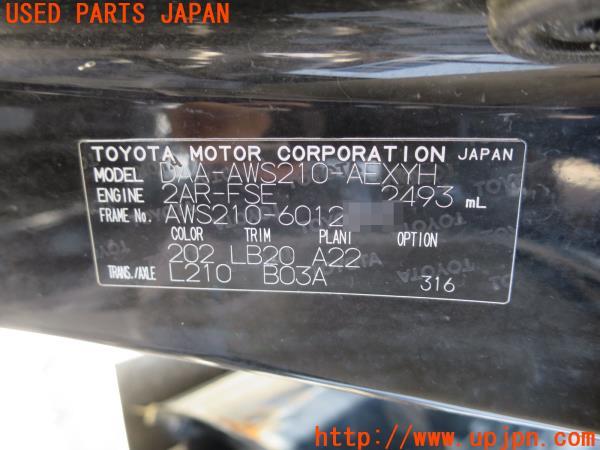 USED PARTS JAPAN
TOYOTA MOTOR CORPORATION JAPAN
MODEL DAA-AWS210-AEXYH
ENGINE 2AR-FSE 2493 mL
FRAME No. AWS210-6012
COLOR TRIM PLANT OPTION
202 LB20 A22
TRANS./AXLE L210 B03A 316
UPJ
http://www.upjpn.com